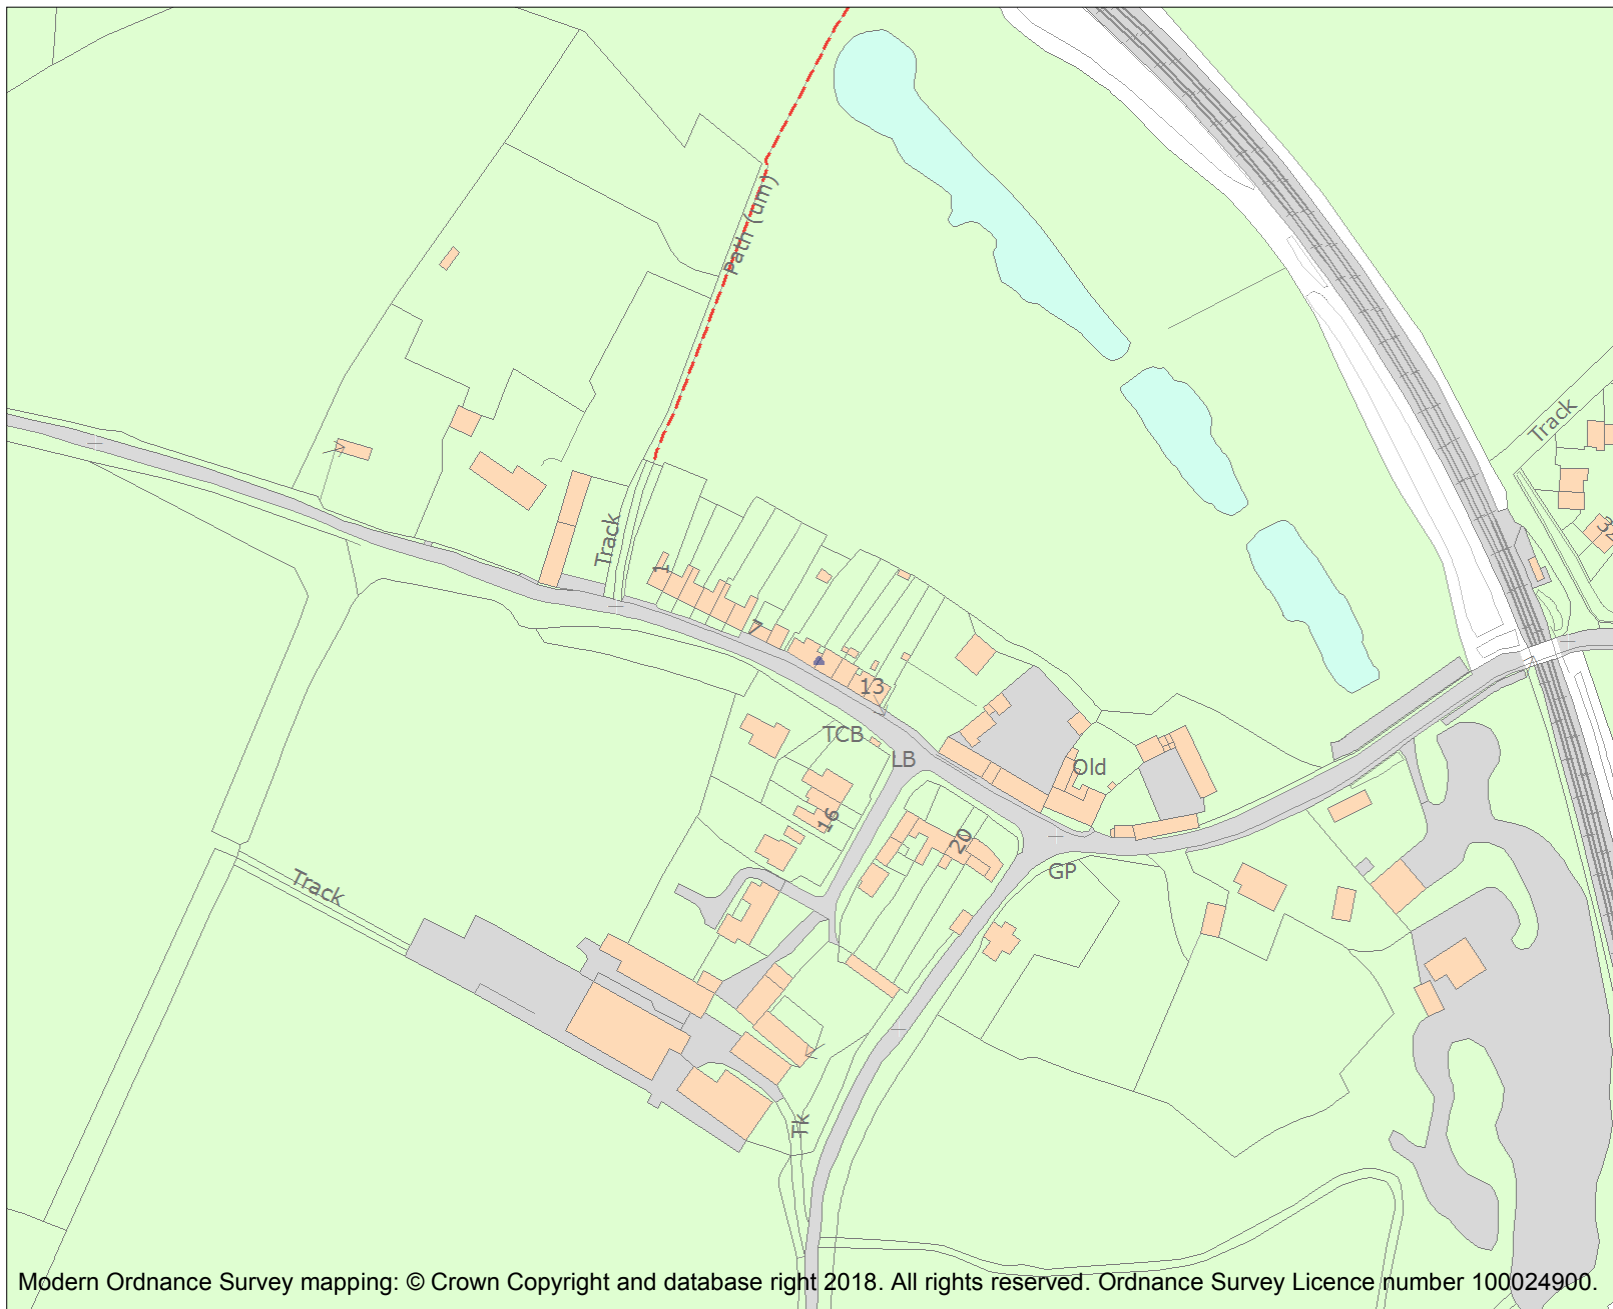 Path (um)
Track
Track
32
1
7
13
TCB
LB
Old
16
20
GP
Track
Tk
Modern Ordnance Survey mapping: © Crown Copyright and database right 2018. All rights reserved. Ordnance Survey Licence number 100024900.